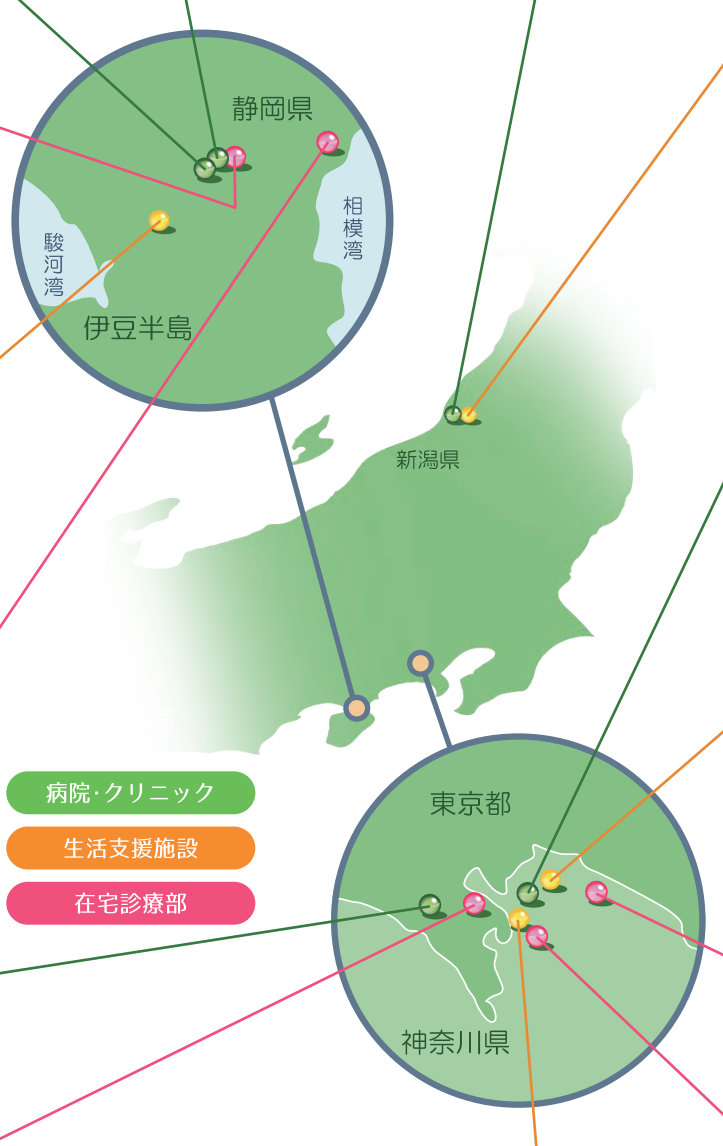 静岡県
相模湾
駿河湾
伊豆半島
新潟県
院
病院・クリニック
生活支援施設
在宅診療部
東京都
神奈川県